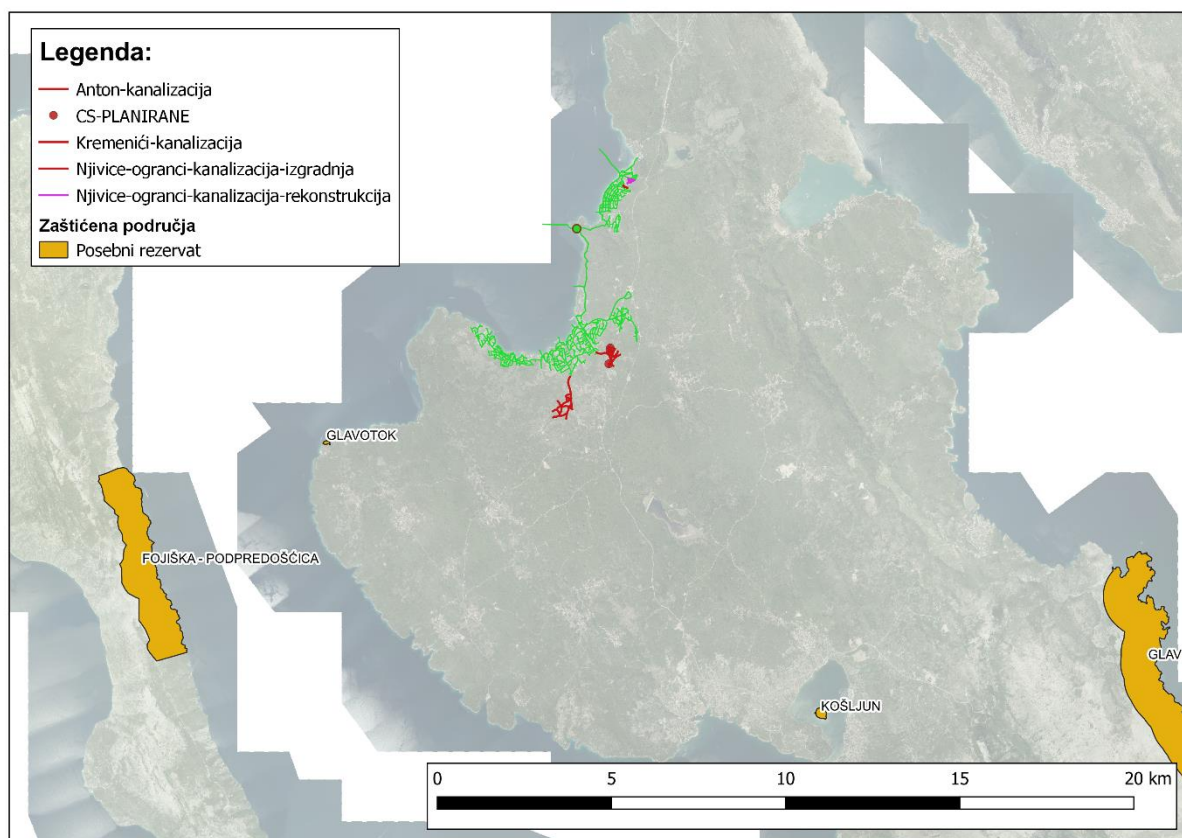 Legenda:
Anton-kanalizacija
CS-PLANIRANE
Kremenići-kanalizacija
Njivice-ogranci-kanalizacija-izgradnja
Njivice-ogranci-kanalizacija-rekonstrukcija
Zaštićena područja
Posebni rezervat
GLAVOTOK
FOJIŠKA - PODPREDOŠĆICA
GLAV
KOŠLJUN
0 5 10 15 20 km